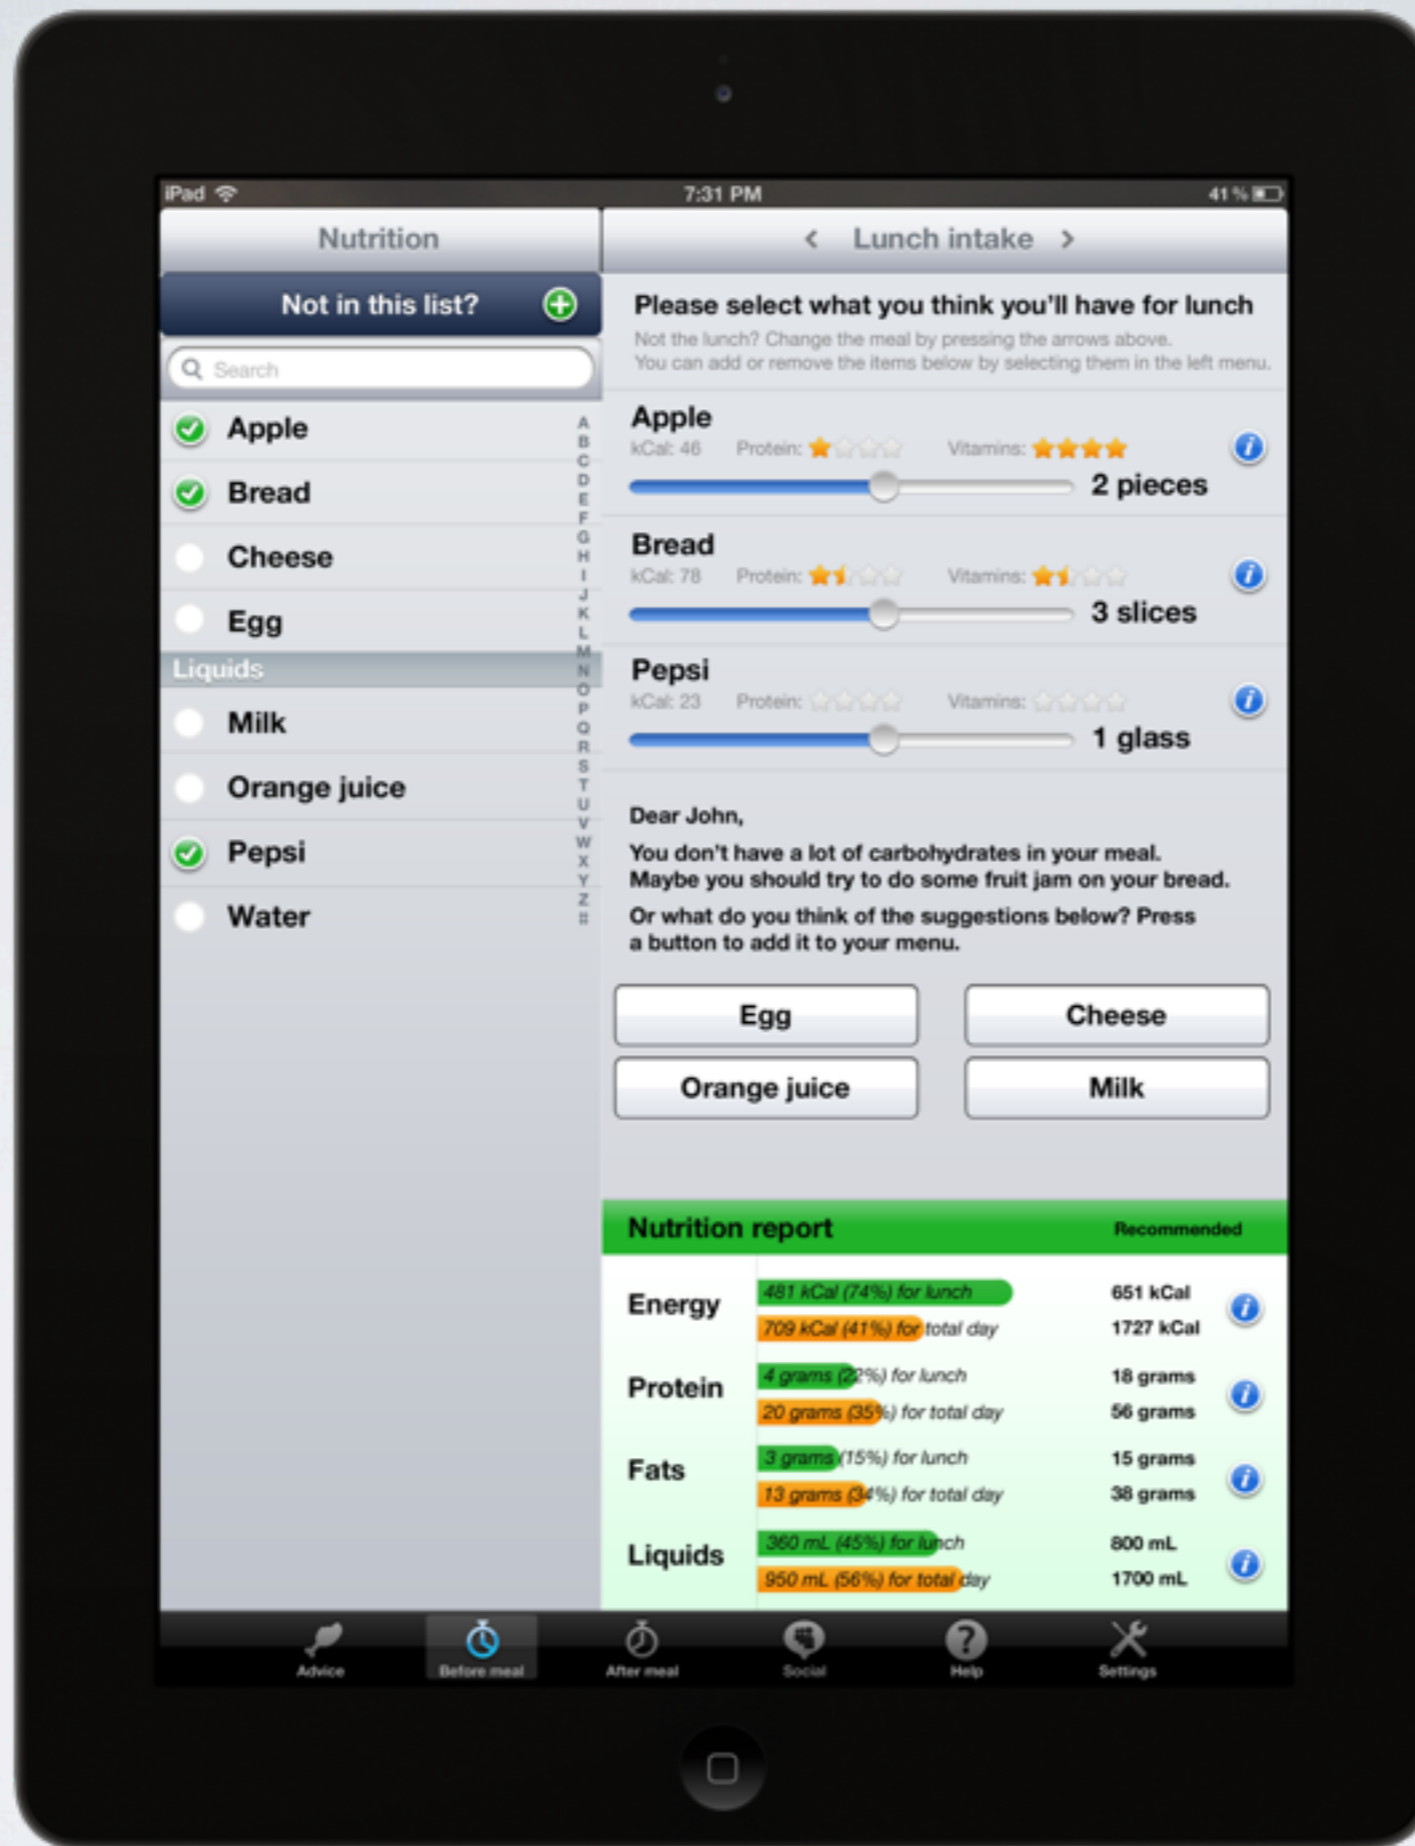 iPad
7:31 PM
41%
Nutrition
Not in this list?
Search
Apple
Bread
Cheese
Egg
Liquids
Milk
Orange juice
Pepsi
Water
A
B
C
D
E
F
G
H
I
J
K
L
M
N
O
P
Q
R
S
T
U
V
W
X
Y
Z
#
< Lunch intake >
Please select what you think you'll have for lunch
Not the lunch? Change the meal by pressing the arrows above.
You can add or remove the items below by selecting them in the left menu.
Apple
kCal: 46 Protein: Vitamins:
2 pieces
Bread
kCal: 78 Protein: Vitamins:
3 slices
Pepsi
kCal: 23 Protein: Vitamins:
1 glass
Dear John,
You don't have a lot of carbohydrates in your meal.
Maybe you should try to do some fruit jam on your bread.
Or what do you think of the suggestions below? Press
a button to add it to your menu.
Egg
Cheese
Orange juice
Milk
Nutrition report Recommended
Energy
481 kCal (74%) for lunch 651 kCal
709 kCal (41%) for total day 1727 kCal
Protein
4 grams (22%) for lunch 18 grams
20 grams (35%) for total day 56 grams
Fats
3 grams (15%) for lunch 15 grams
13 grams (34%) for total day 38 grams
Liquids
360 mL (45%) for lunch 800 mL
950 mL (56%) for total day 1700 mL
Advice
Before meal
After meal
Social
Help
Settings